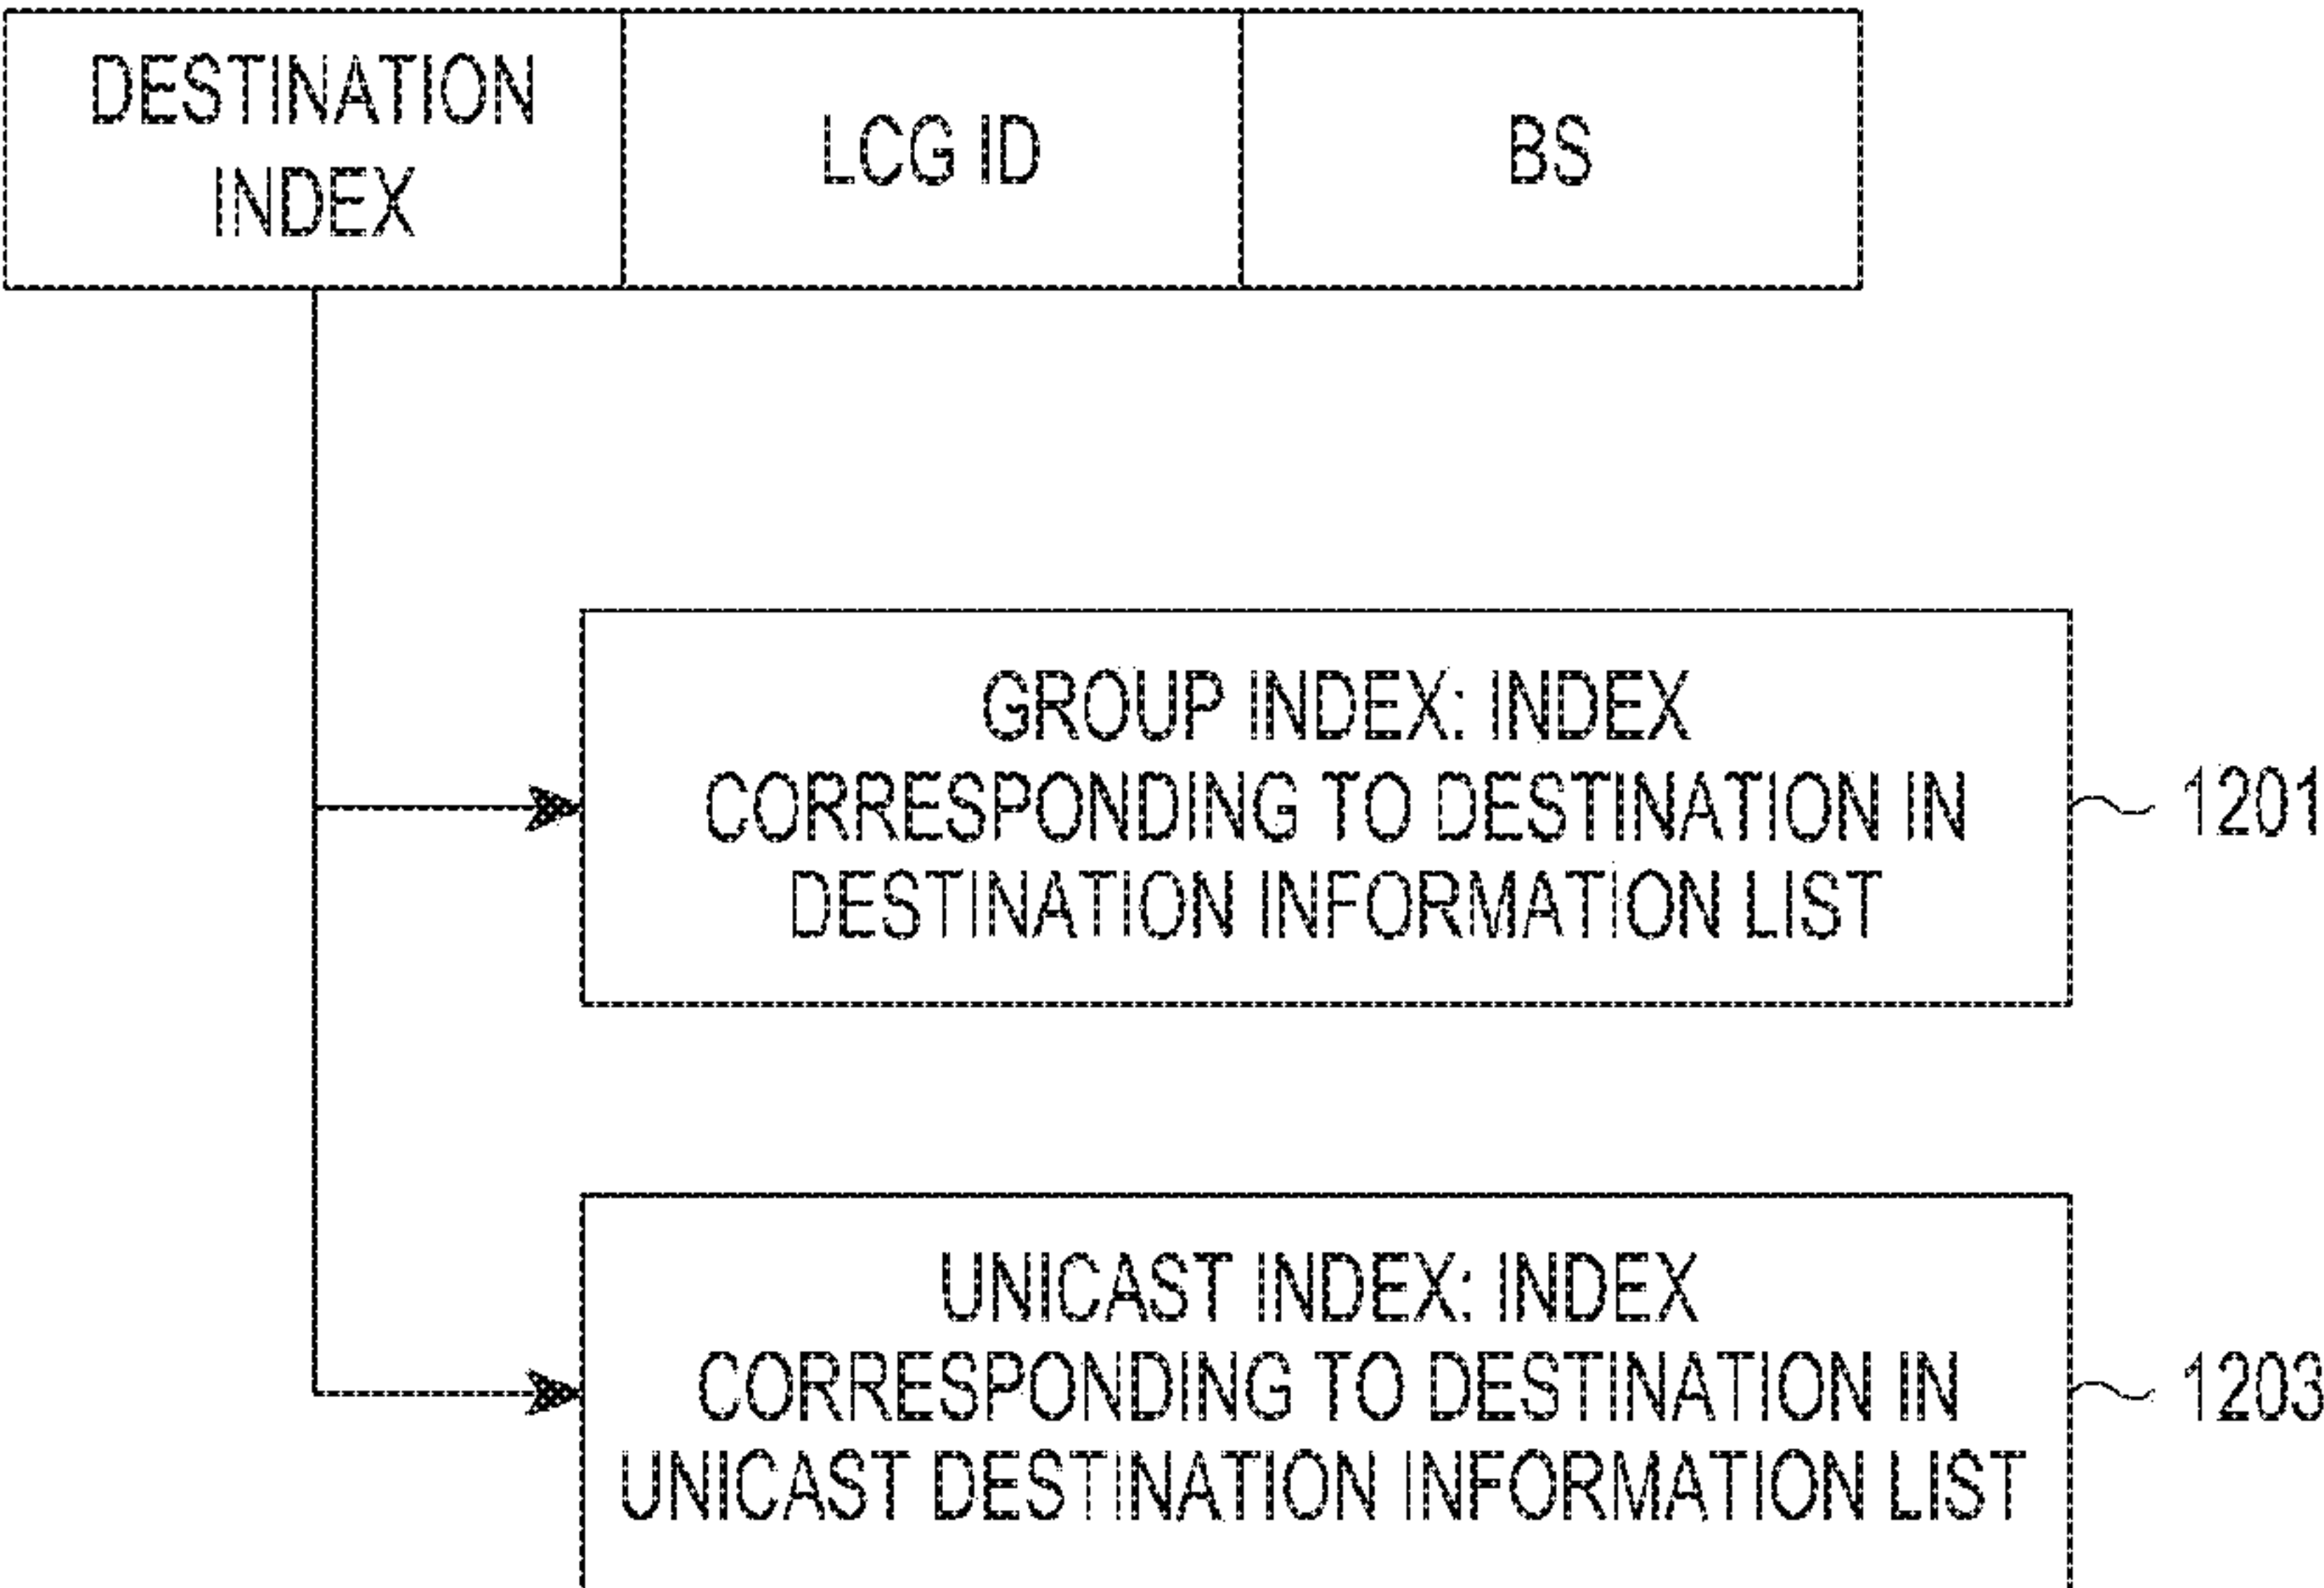 DESTINATION
INDEX
LCG ID
BS
GROUP INDEX: INDEX
CORRESPONDING TO DESTINATION IN
DESTINATION INFORMATION LIST
1201
UNICAST INDEX: INDEX
CORRESPONDING TO DESTINATION IN
UNICAST DESTINATION INFORMATION LIST
1203